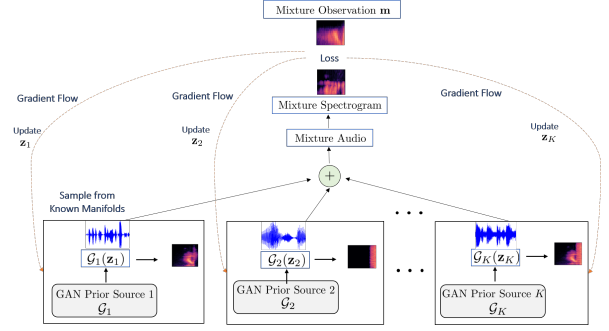 Mixture Observation m
Loss
Gradient Flow
Gradient Flow
Gradient Flow
Mixture Spectrogram
Update
z1
Update
z2
Update
zK
Mixture Audio
+
Sample from
Known Manifolds
G1(z1)
G2(z2)
GK(zK)
GAN Prior Source 1
G1
GAN Prior Source 2
G2
GAN Prior Source K
GK